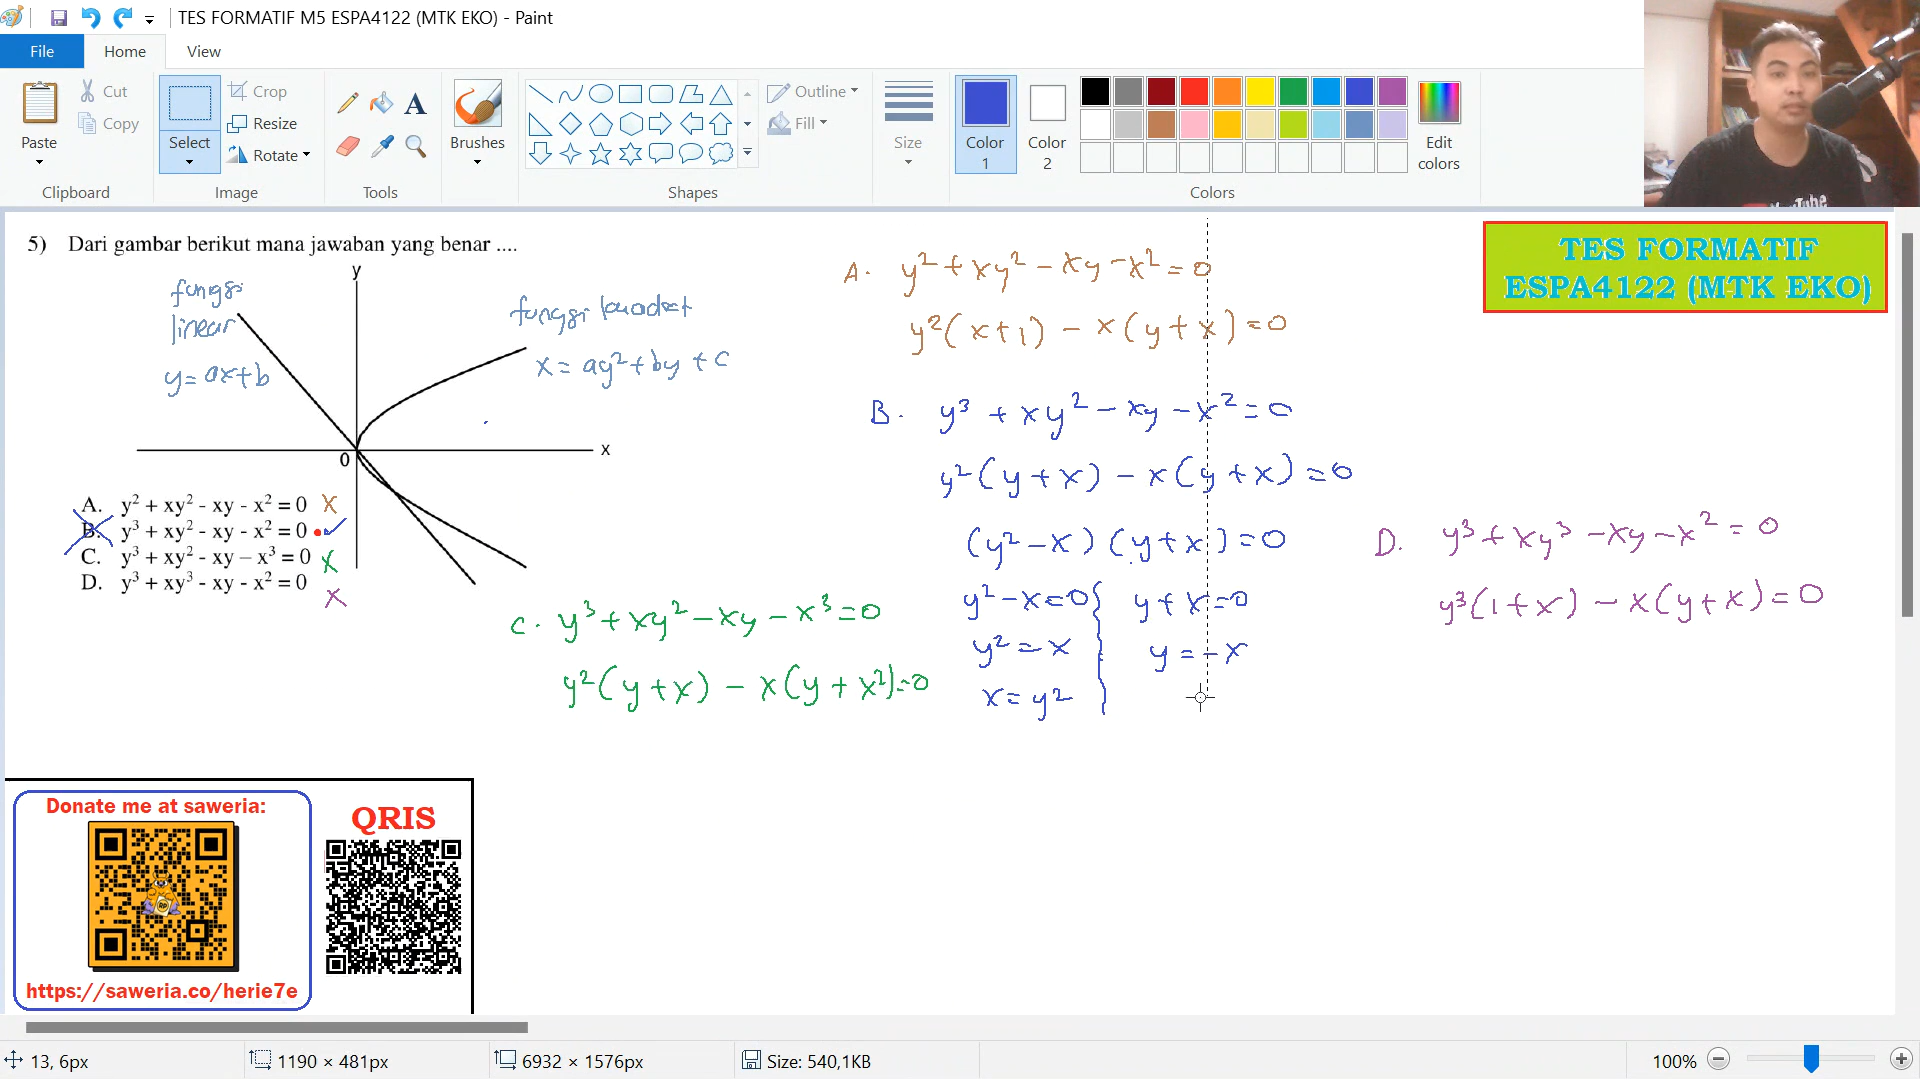 TES FORMATIF M5 ESPA4122 (MTK EKO) - Paint
File Home View
Paste
Cut
Copy
Clipboard
Select
Crop
Resize
Rotate
Image
A
Tools
Brushes
Outline
Fill
Shapes
Size
Color 1
Color 2
Edit colors
Colors
YouTube
TES FORMATIF
ESPA4122 (MTK EKO)
5) Dari gambar berikut mana jawaban yang benar ....
y
x
0
fungsi
linear
y = ax + b
fungsi kuadrat
x = ay² + by + c
A. y² + xy² - xy - x² = 0 X
B. y³ + xy² - xy - x² = 0 ✓
C. y³ + xy² - xy – x³ = 0 X
D. y³ + xy³ - xy - x² = 0 X
A. y² + xy² - xy - x² = 0
y²(x+1) - x(y+x) = 0
B. y³ + xy² - xy - x² = 0
y²(y+x) - x(y+x) = 0
(y² - x)(y+x) = 0
y² - x = 0
y² = x
x = y²
y + x = 0
y = -x
C. y³ + xy² - xy - x³ = 0
y²(y+x) - x(y+x²) = 0
D. y³ + xy³ - xy - x² = 0
y³(1+x) - x(y+x) = 0
Donate me at saweria:
https://saweria.co/herie7e
QRIS
13, 6px
1190 × 481px
6932 × 1576px
Size: 540,1KB
100%